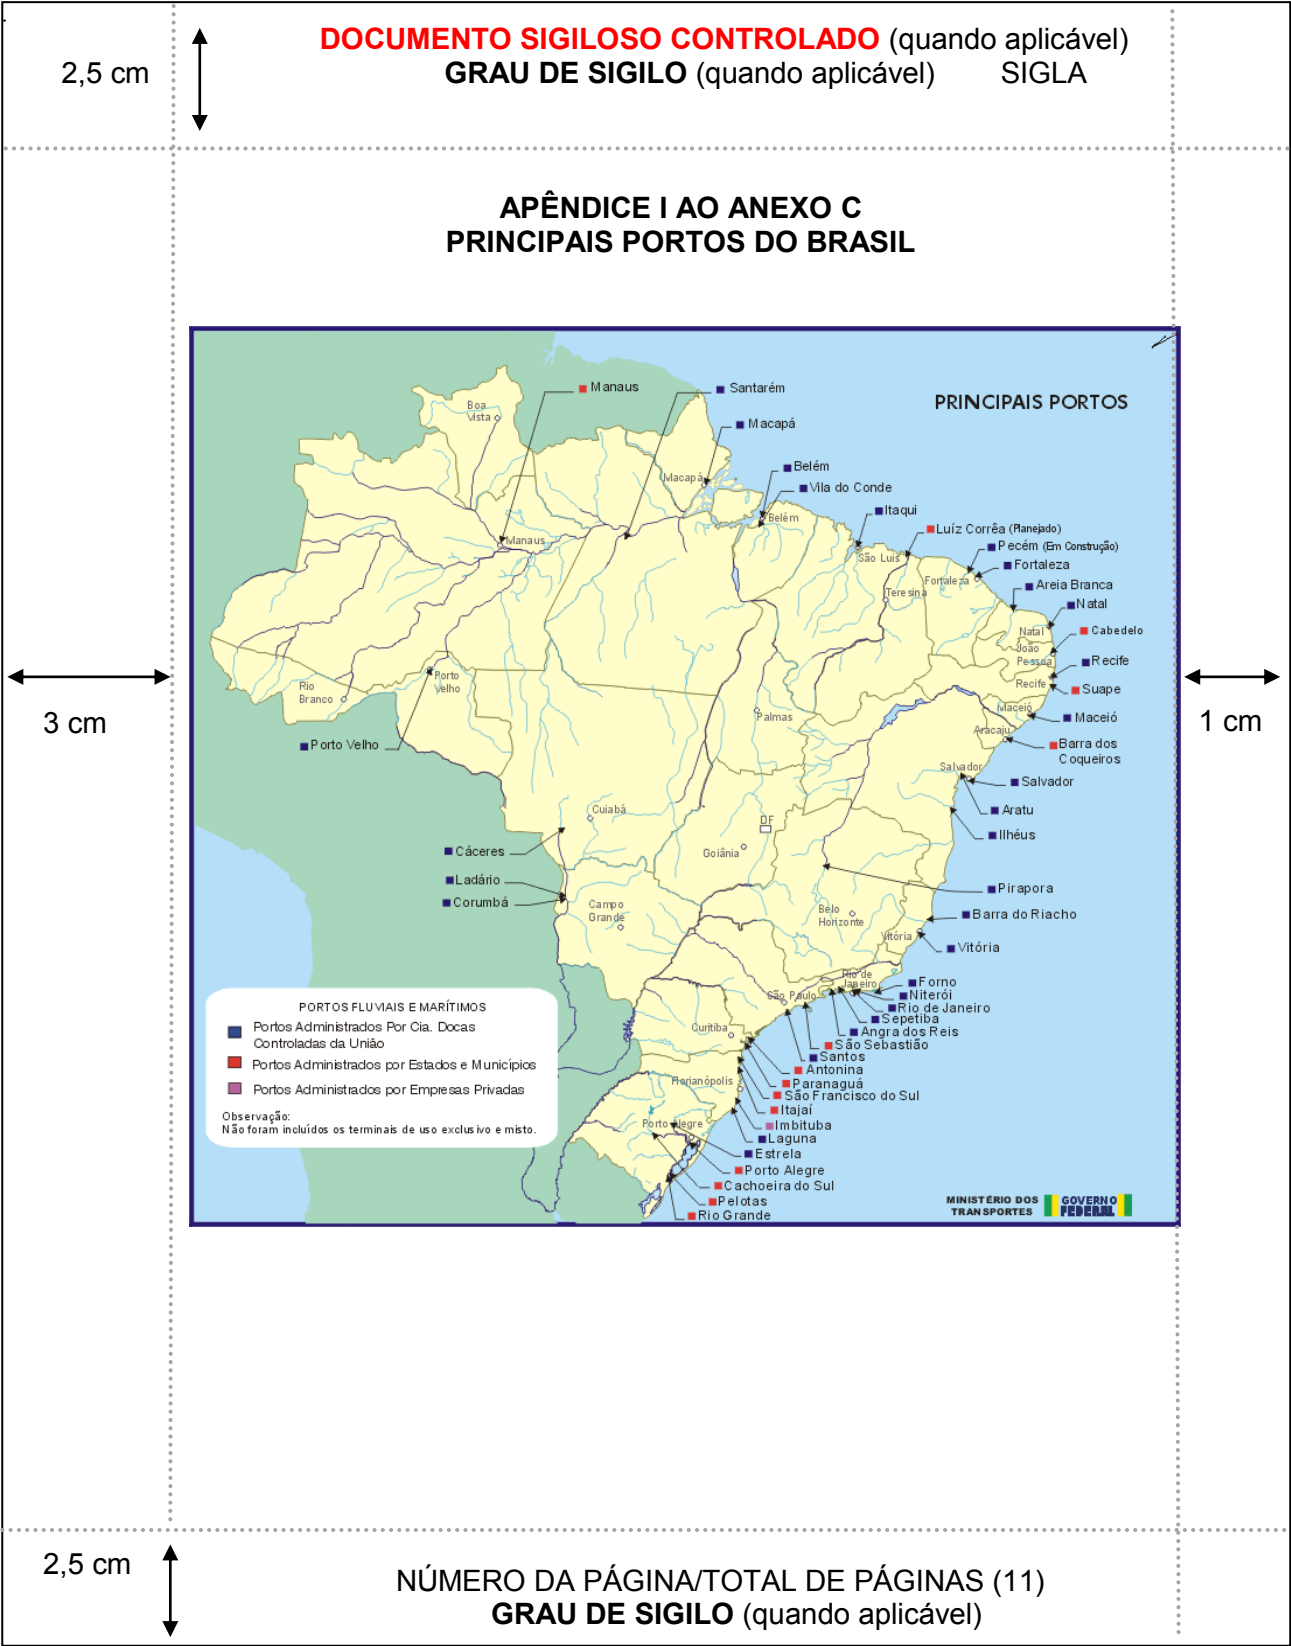 DOCUMENTO SIGILOSO CONTROLADO (quando aplicável)
2,5 cm
GRAU DE SIGILO (quando aplicável) SIGLA
APÊNDICE I AO ANEXO C
PRINCIPAIS PORTOS DO BRASIL
PRINCIPAIS PORTOS
Manaus
Santarém
Macapá
Boa
Vista
Macapá
Belém
Vila do Conde
Belém
Itaqui
Luíz Corrêa (Planejado)
Manaus
São Luis
Pecém (Em Construção)
Fortaleza
Fortaleza
Areia Branca
Teresina
Natal
Natal
Cabedelo
João
Pessoa
Recife
Porto
Velho
Rio
Branco
Recife
Suape
3 cm
1 cm
Palmas
Maceió
Maceió
Aracaju
Porto Velho
Barra dos
Coqueiros
Salvador
Salvador
Cuiabá
Aratu
DF
Ilhéus
Cáceres
Goiânia
Ladário
Pirapora
Corumbá
Campo
Grande
Belo
Horizonte
Barra do Riacho
Vitória
Vitória
Rio de
Janeiro
Forno
São Paulo
Niterói
Rio de Janeiro
Sepetiba
Curitiba
Angra dos Reis
São Sebastião
Santos
Antonina
Florianópolis
Paranaguá
São Francisco do Sul
Itajaí
Porto Alegre
Imbituba
Laguna
Estrela
Porto Alegre
Cachoeira do Sul
Pelotas
Rio Grande
PORTOS FLUVIAIS E MARÍTIMOS
Portos Administrados Por Cia. Docas
Controladas da União
Portos Administrados por Estados e Municípios
Portos Administrados por Empresas Privadas
Observação:
Não foram incluídos os terminais de uso exclusivo e misto.
MINISTÉRIO DOS
TRANSPORTES
GOVERNO
FEDERAL
2,5 cm
NÚMERO DA PÁGINA/TOTAL DE PÁGINAS (11)
GRAU DE SIGILO (quando aplicável)